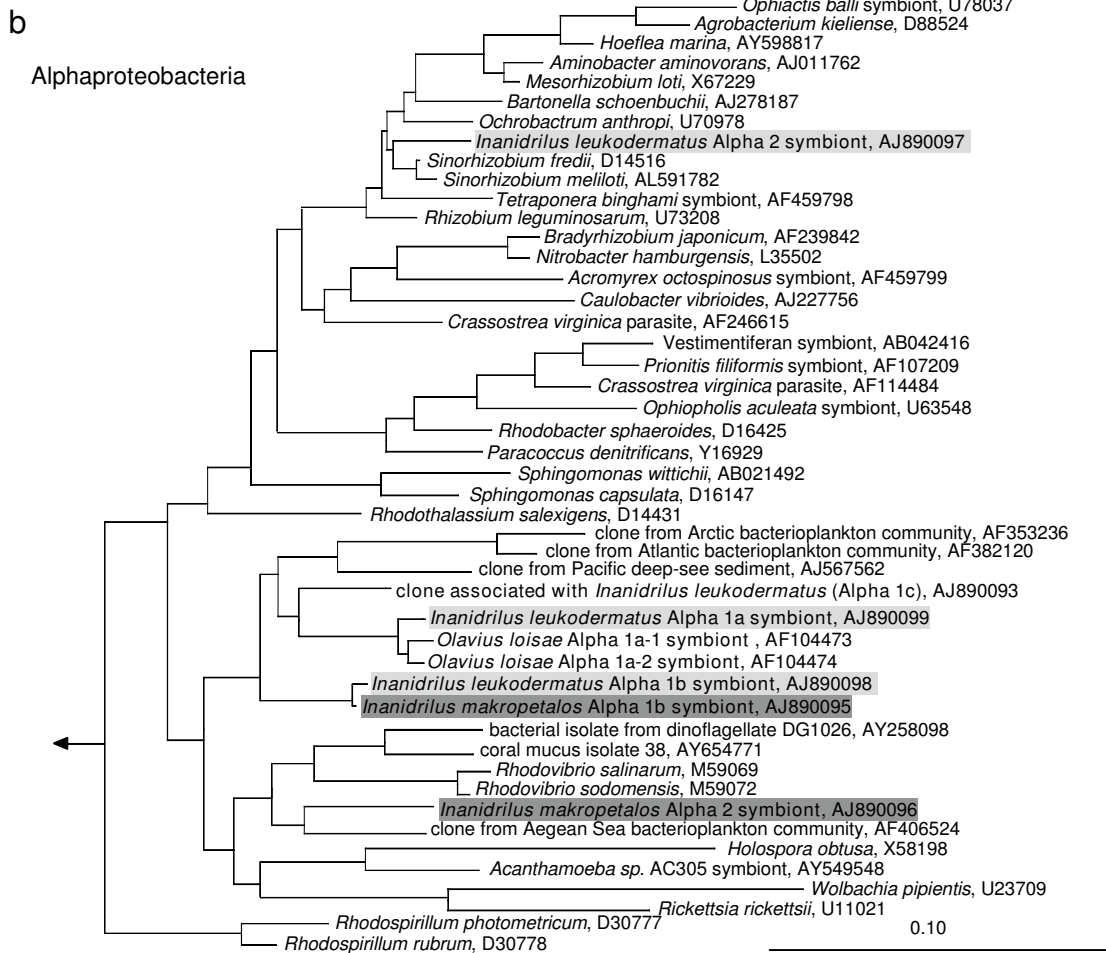 b
Alphaproteobacteria
Ophiactis balli symbiont, U78037
Agrobacterium kieliense, D88524
Hoeflea marina, AY598817
Aminobacter aminovorans, AJ011762
Mesorhizobium loti, X67229
Bartonella schoenbuchii, AJ278187
Ochrobactrum anthropi, U70978
Inanidrilus leukodermatus Alpha 2 symbiont, AJ890097
Sinorhizobium fredii, D14516
Sinorhizobium meliloti, AL591782
Tetraponera binghami symbiont, AF459798
Rhizobium leguminosarum, U73208
Bradyrhizobium japonicum, AF239842
Nitrobacter hamburgensis, L35502
Acromyrex octospinosus symbiont, AF459799
Caulobacter vibrioides, AJ227756
Crassostrea virginica parasite, AF246615
Vestimentiferan symbiont, AB042416
Prionitis filiformis symbiont, AF107209
Crassostrea virginica parasite, AF114484
Ophiopholis aculeata symbiont, U63548
Rhodobacter sphaeroides, D16425
Paracoccus denitrificans, Y16929
Sphingomonas wittichii, AB021492
Sphingomonas capsulata, D16147
Rhodothalassium salexigens, D14431
clone from Arctic bacterioplankton community, AF353236
clone from Atlantic bacterioplankton community, AF382120
clone from Pacific deep-see sediment, AJ567562
clone associated with Inanidrilus leukodermatus (Alpha 1c), AJ890093
Inanidrilus leukodermatus Alpha 1a symbiont, AJ890099
Olavius loisae Alpha 1a-1 symbiont , AF104473
Olavius loisae Alpha 1a-2 symbiont, AF104474
Inanidrilus leukodermatus Alpha 1b symbiont, AJ890098
Inanidrilus makropetalos Alpha 1b symbiont, AJ890095
bacterial isolate from dinoflagellate DG1026, AY258098
coral mucus isolate 38, AY654771
Rhodovibrio salinarum, M59069
Rhodovibrio sodomensis, M59072
Inanidrilus makropetalos Alpha 2 symbiont, AJ890096
clone from Aegean Sea bacterioplankton community, AF406524
Holospora obtusa, X58198
Acanthamoeba sp. AC305 symbiont, AY549548
Wolbachia pipientis, U23709
Rickettsia rickettsii, U11021
Rhodospirillum photometricum, D30777
Rhodospirillum rubrum, D30778
0.10